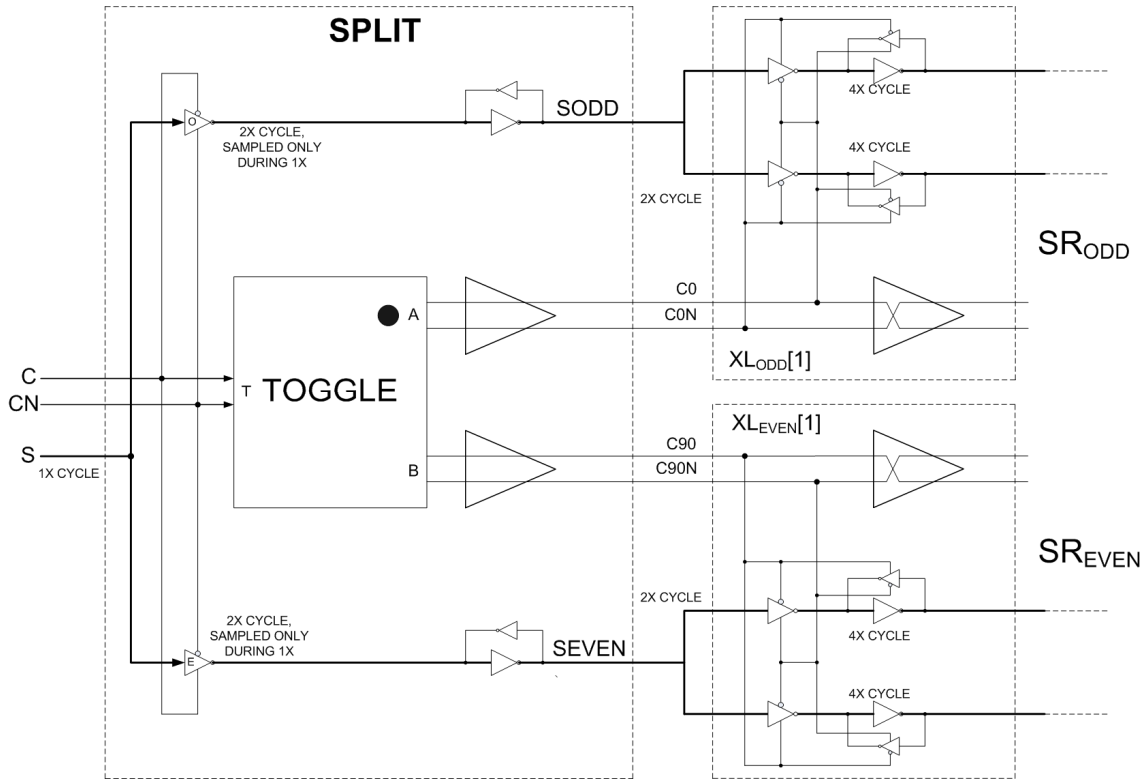 SPLIT
4X CYCLE
O
2X CYCLE,
SAMPLED ONLY
DURING 1X
SODD
4X CYCLE
2X CYCLE
SRODD
C0
C0N
A
XLODD[1]
C
CN
T
TOGGLE
XLEVEN[1]
S
1X CYCLE
B
C90
C90N
SREVEN
2X CYCLE,
SAMPLED ONLY
DURING 1X
2X CYCLE
4X CYCLE
E
SEVEN
4X CYCLE